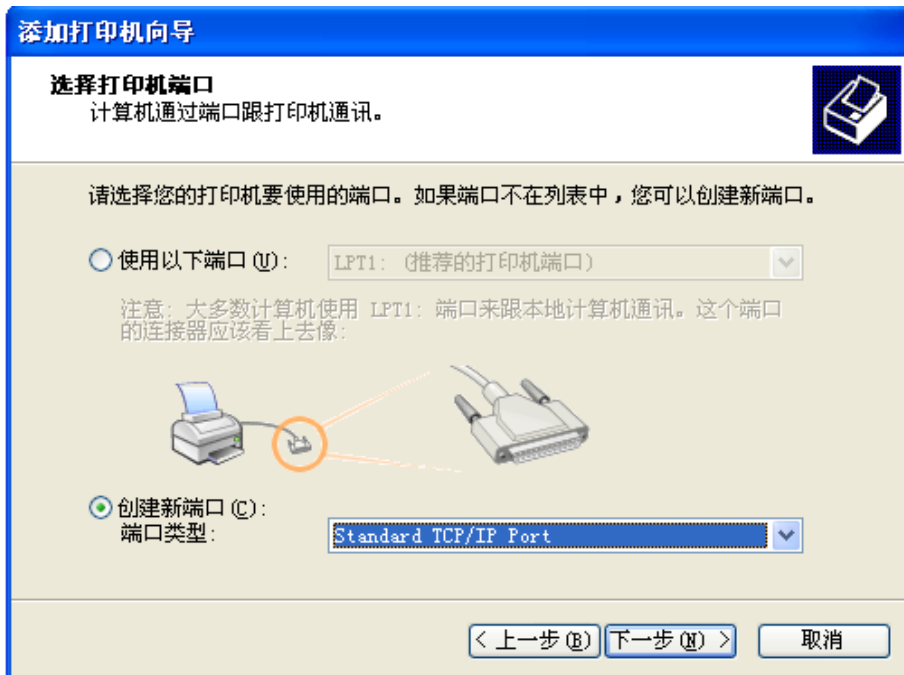 添加打印机向导
选择打印机端口
计算机通过端口跟打印机通讯。
请选择您的打印机要使用的端口。如果端口不在列表中，您可以创建新端口。
使用以下端口(U): LPT1: (推荐的打印机端口)
注意: 大多数计算机使用 LPT1: 端口来跟本地计算机通讯。这个端口
的连接器应该看上去像:
创建新端口(C):
端口类型: Standard TCP/IP Port
< 上一步(B) 下一步(N) > 取消